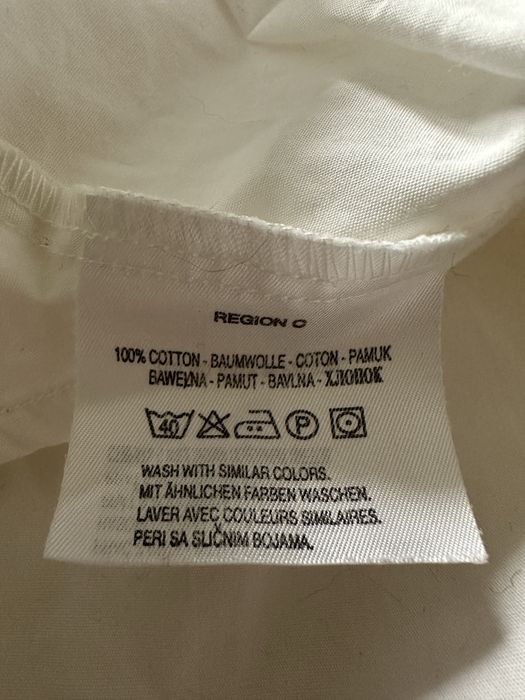 REGION C
100% COTTON - BAUMWOLLE - COTON - PAMUK
BAWEŁNA - PAMUT - BAVLNA - ХЛОПОК
40 P
WASH WITH SIMILAR COLORS.
MIT ÄHNLICHEN FARBEN WASCHEN.
LAVER AVEC COULEURS SIMILAIRES.
PERI SA SLIČNIM BOJAMA.